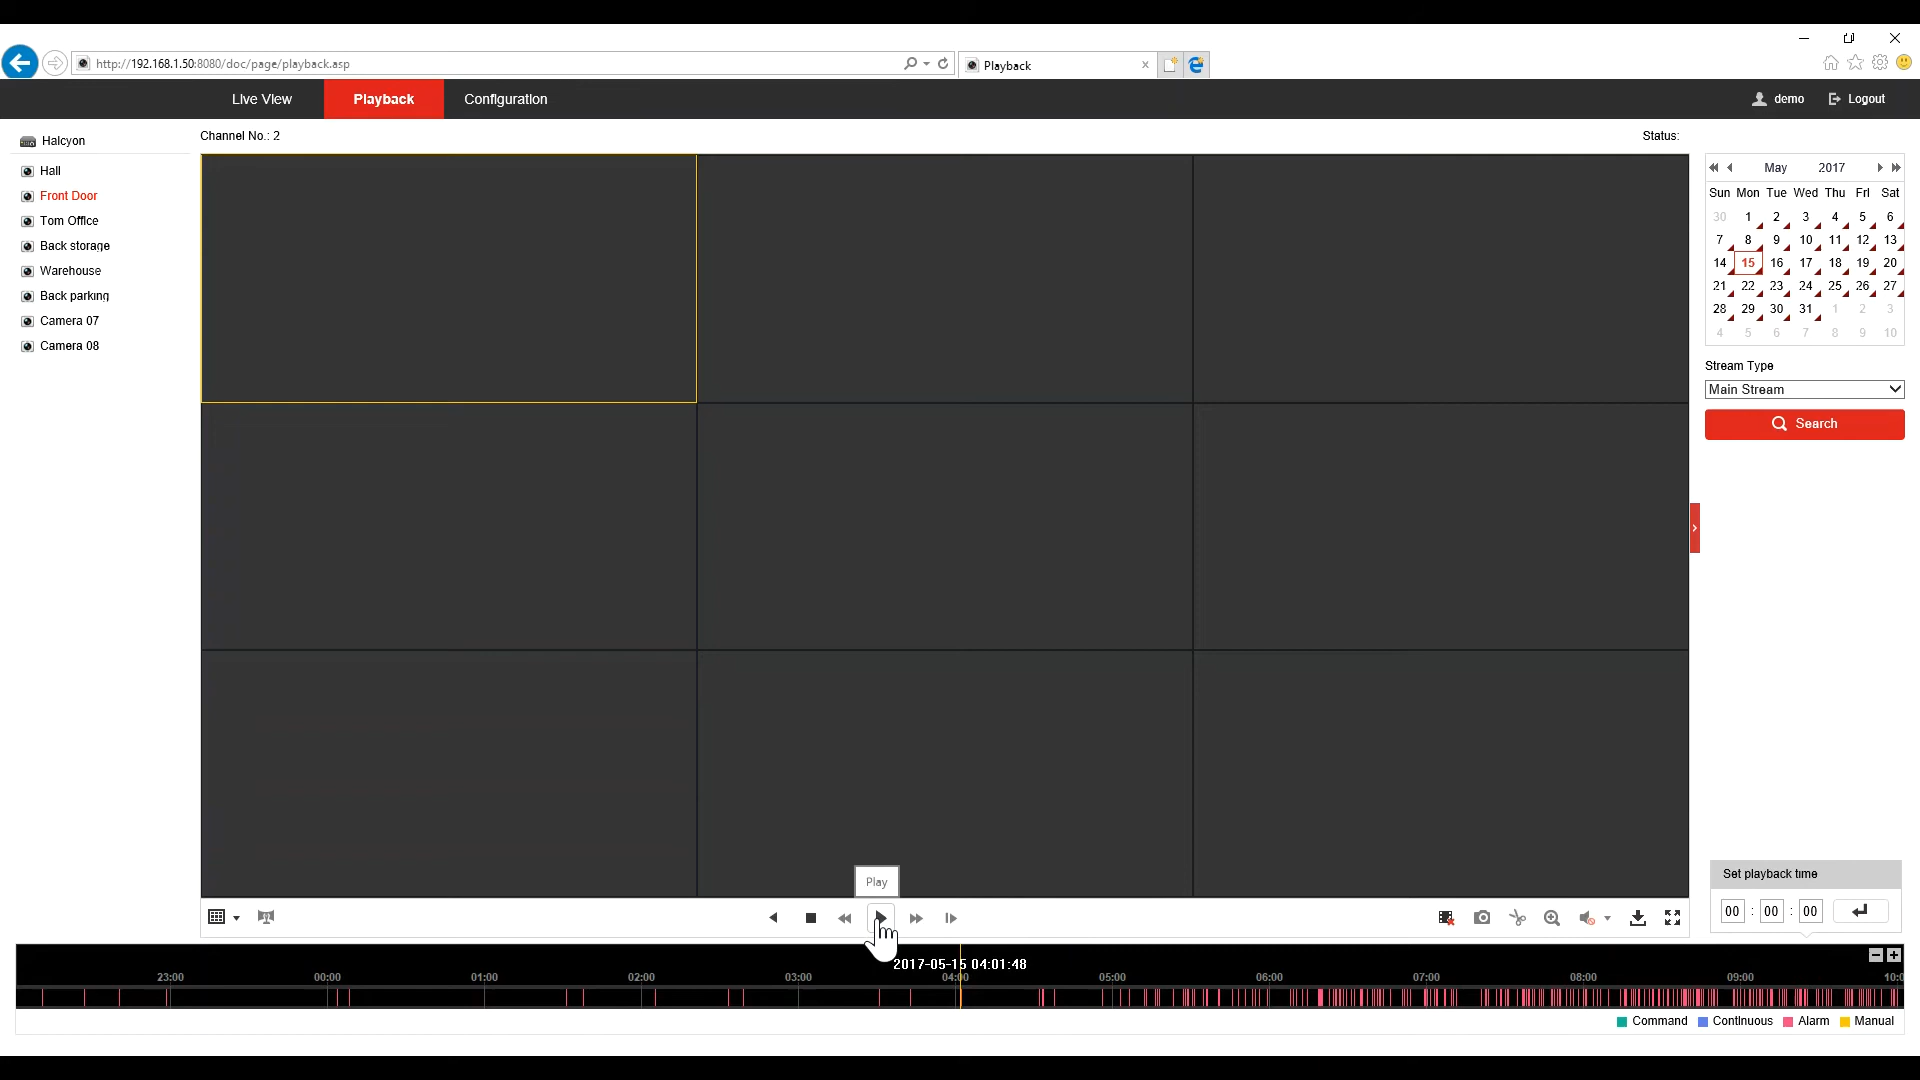 http://192.168.1.50:8080/doc/page/playback.asp
Playback
Live View
Playback
Configuration
demo
Logout
Halcyon
Channel No.: 2
Status:
Hall
Front Door
Tom Office
Back storage
Warehouse
Back parking
Camera 07
Camera 08
May 2017
Sun Mon Tue Wed Thu Fri Sat
30 1 2 3 4 5 6
7 8 9 10 11 12 13
14 15 16 17 18 19 20
21 22 23 24 25 26 27
28 29 30 31 1 2 3
4 5 6 7 8 9 10
Stream Type
Main Stream
Search
Play
Set playback time
00 : 00 : 00
2017-05-15 04:01:48
23:00 00:00 01:00 02:00 03:00 04:00 05:00 06:00 07:00 08:00 09:00
Command Continuous Alarm Manual